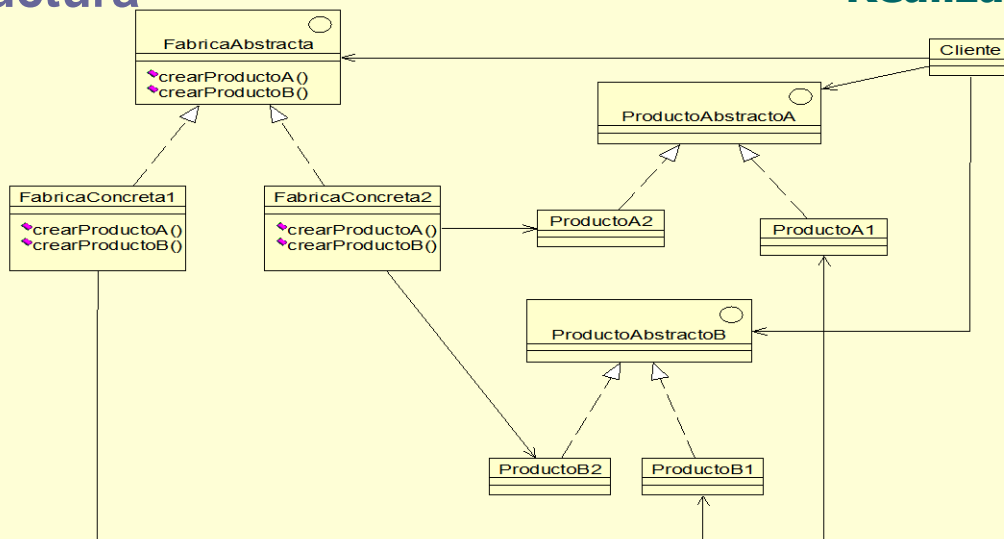 FabricaAbstracta
crearProductoA()
crearProductoB()
Cliente
ProductoAbstractoA
FabricaConcreta1
crearProductoA()
crearProductoB()
FabricaConcreta2
crearProductoA()
crearProductoB()
ProductoA2
ProductoA1
ProductoAbstractoB
ProductoB2
ProductoB1